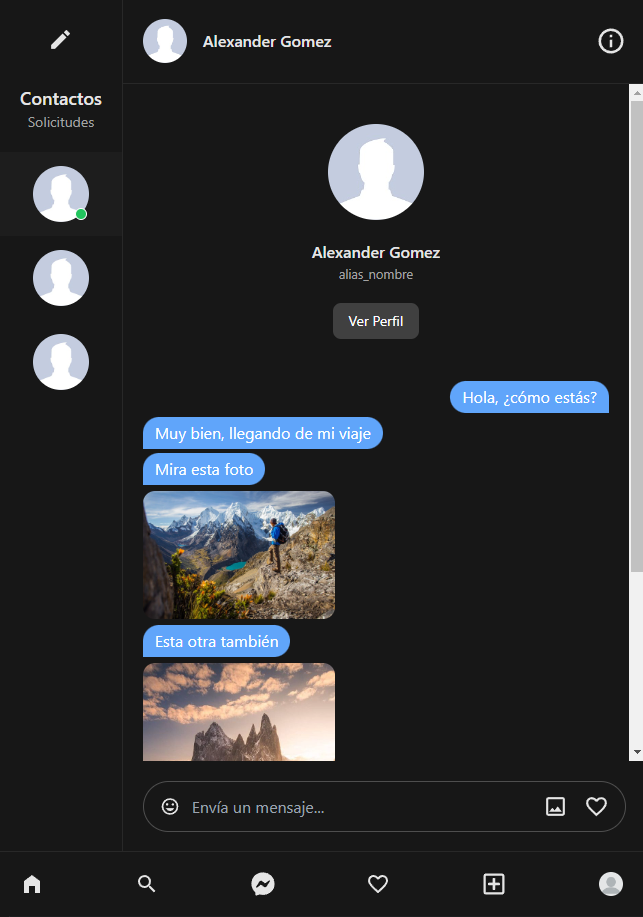 Contactos
Solicitudes
Alexander Gomez
Alexander Gomez
alias_nombre
Ver Perfil
Hola, ¿cómo estás?
Muy bien, llegando de mi viaje
Mira esta foto
Esta otra también
Envía un mensaje...